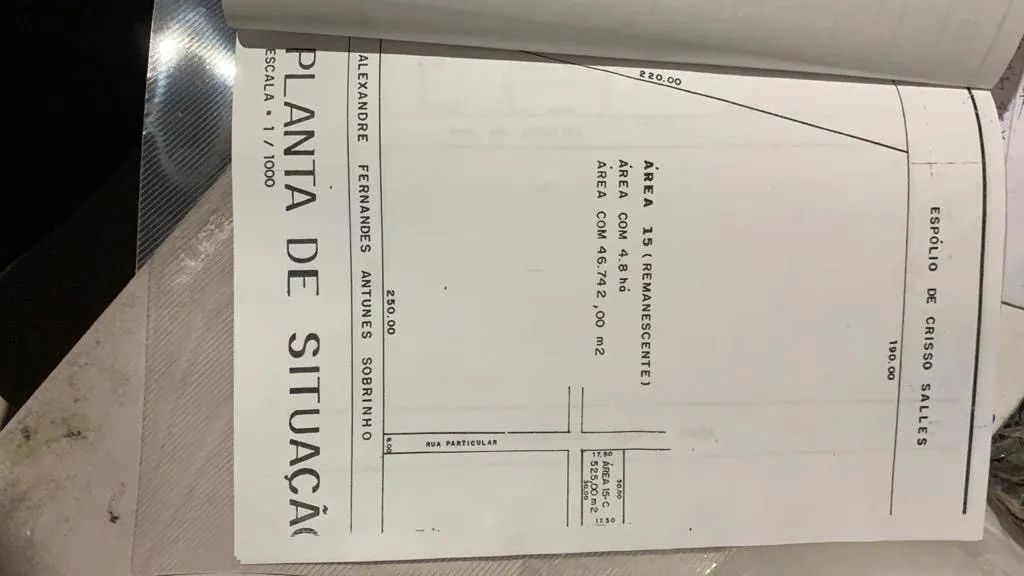 ESPÓLIO DE CRISSO SALLES
190.00
220.00
ÁREA 15 (REMANESCENTE)
ÁREA COM 4.8 há
ÁREA COM 46.742,00 m2
30.00
17.50
ÁREA 15-C
525,00 m2
17.50
30.00
RUA PARTICULAR
6.00
250.00
ALEXANDRE FERNANDES ANTUNES SOBRINHO
PLANTA DE SITUAÇÃ
ESCALA = 1 / 1000